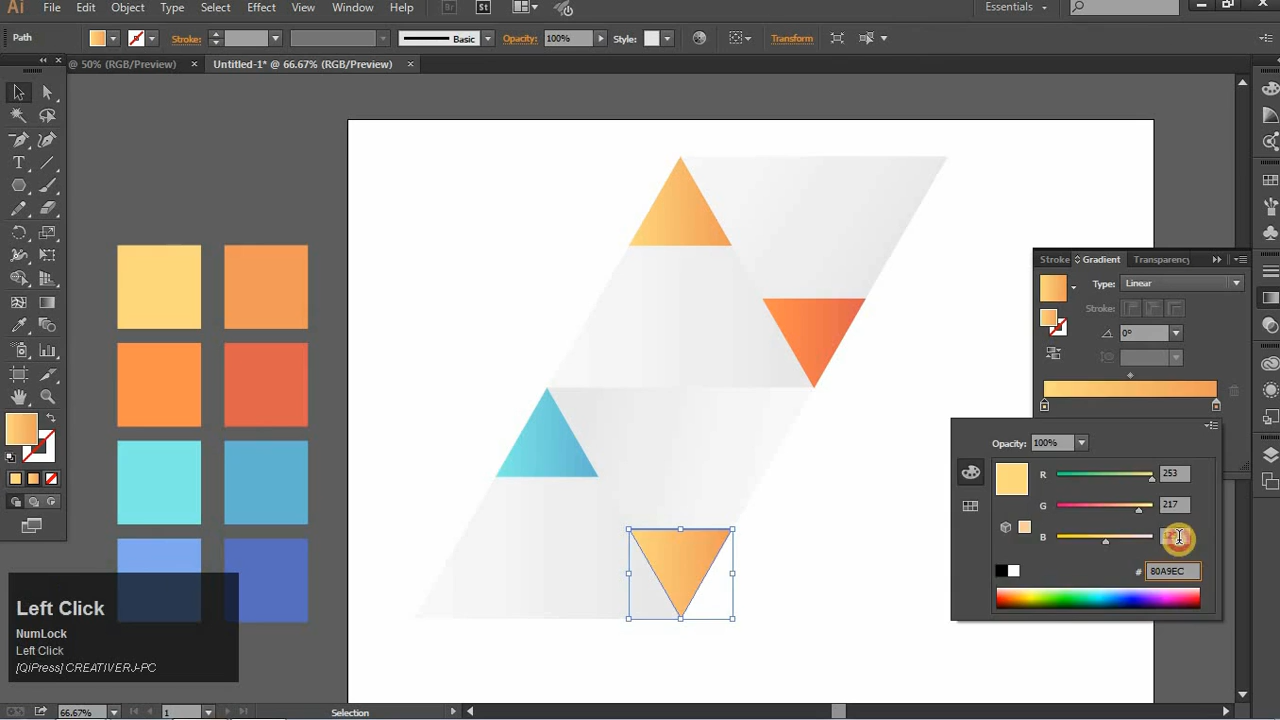 Ai File Edit Object Type Select Effect View Window Help Br St Essentials
Path Stroke: Basic Opacity: 100% Style: Transform
@ 50% (RGB/Preview) × Untitled-1* @ 66.67% (RGB/Preview) ×
Stroke Gradient Transparency
Type: Linear
Stroke:
0°
Opacity: 100%
R 253
G 217
B
# 80A9EC
Left Click
NumLock
Left Click
[QiPress] CREATIVERJ-PC
66.67% 1 Selection